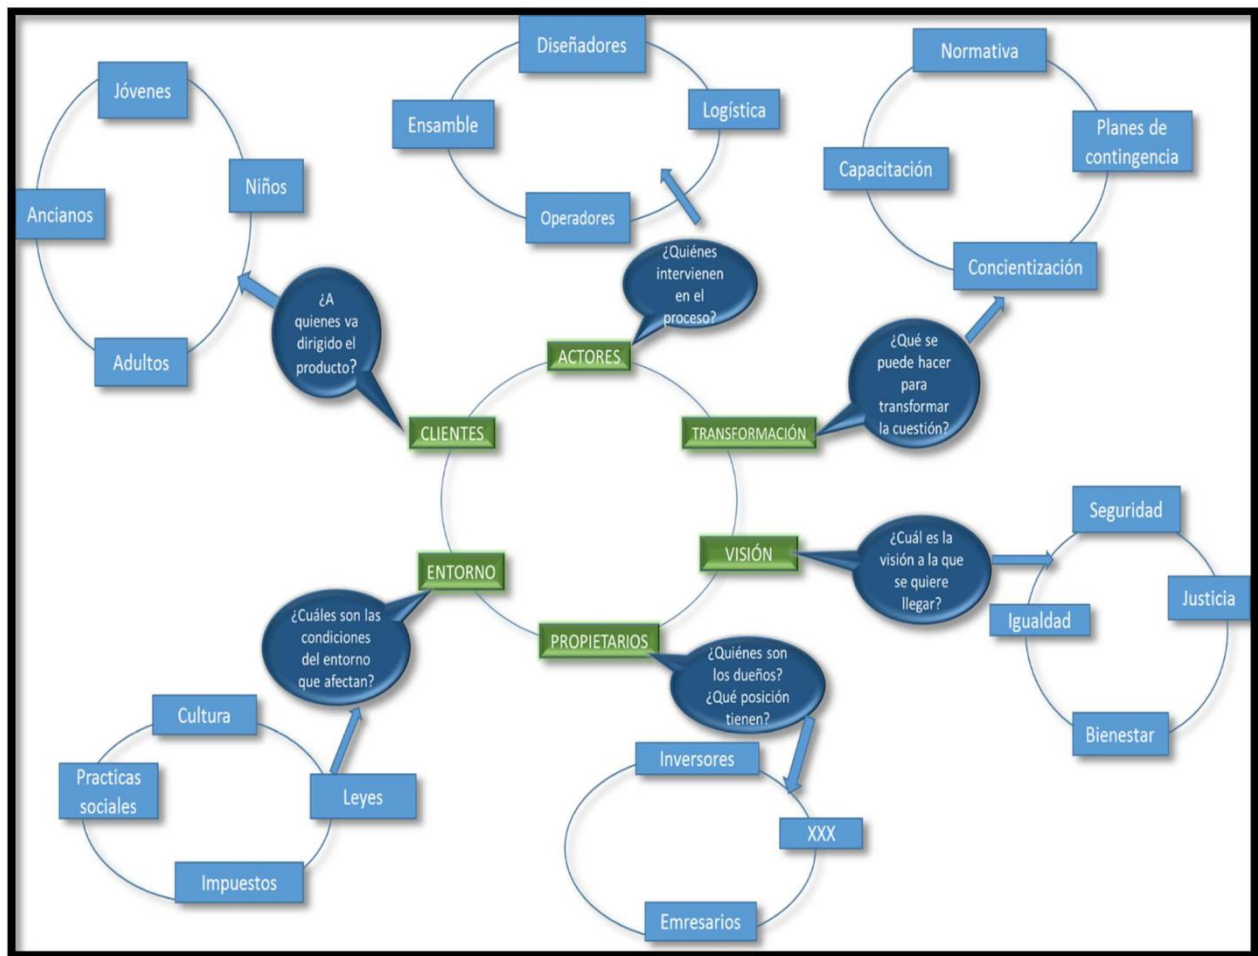 Jóvenes
Niños
Ancianos
Adultos
Diseñadores
Logística
Ensamble
Operadores
Normativa
Planes de
contingencia
Capacitación
Concientización
¿A
quienes va
dirigido el
producto?
¿Quiénes
intervienen
en el
proceso?
¿Qué se
puede hacer
para
transformar
la cuestión?
ACTORES
CLIENTES
TRANSFORMACIÓN
VISIÓN
PROPIETARIOS
ENTORNO
¿Cuál es la
visión a la que
se quiere
llegar?
Seguridad
Justicia
Igualdad
Bienestar
¿Cuáles son las
condiciones
del entorno
que afectan?
Cultura
Practicas
sociales
Leyes
Impuestos
¿Quiénes son
los dueños?
¿Qué posición
tienen?
Inversores
XXX
Emresarios